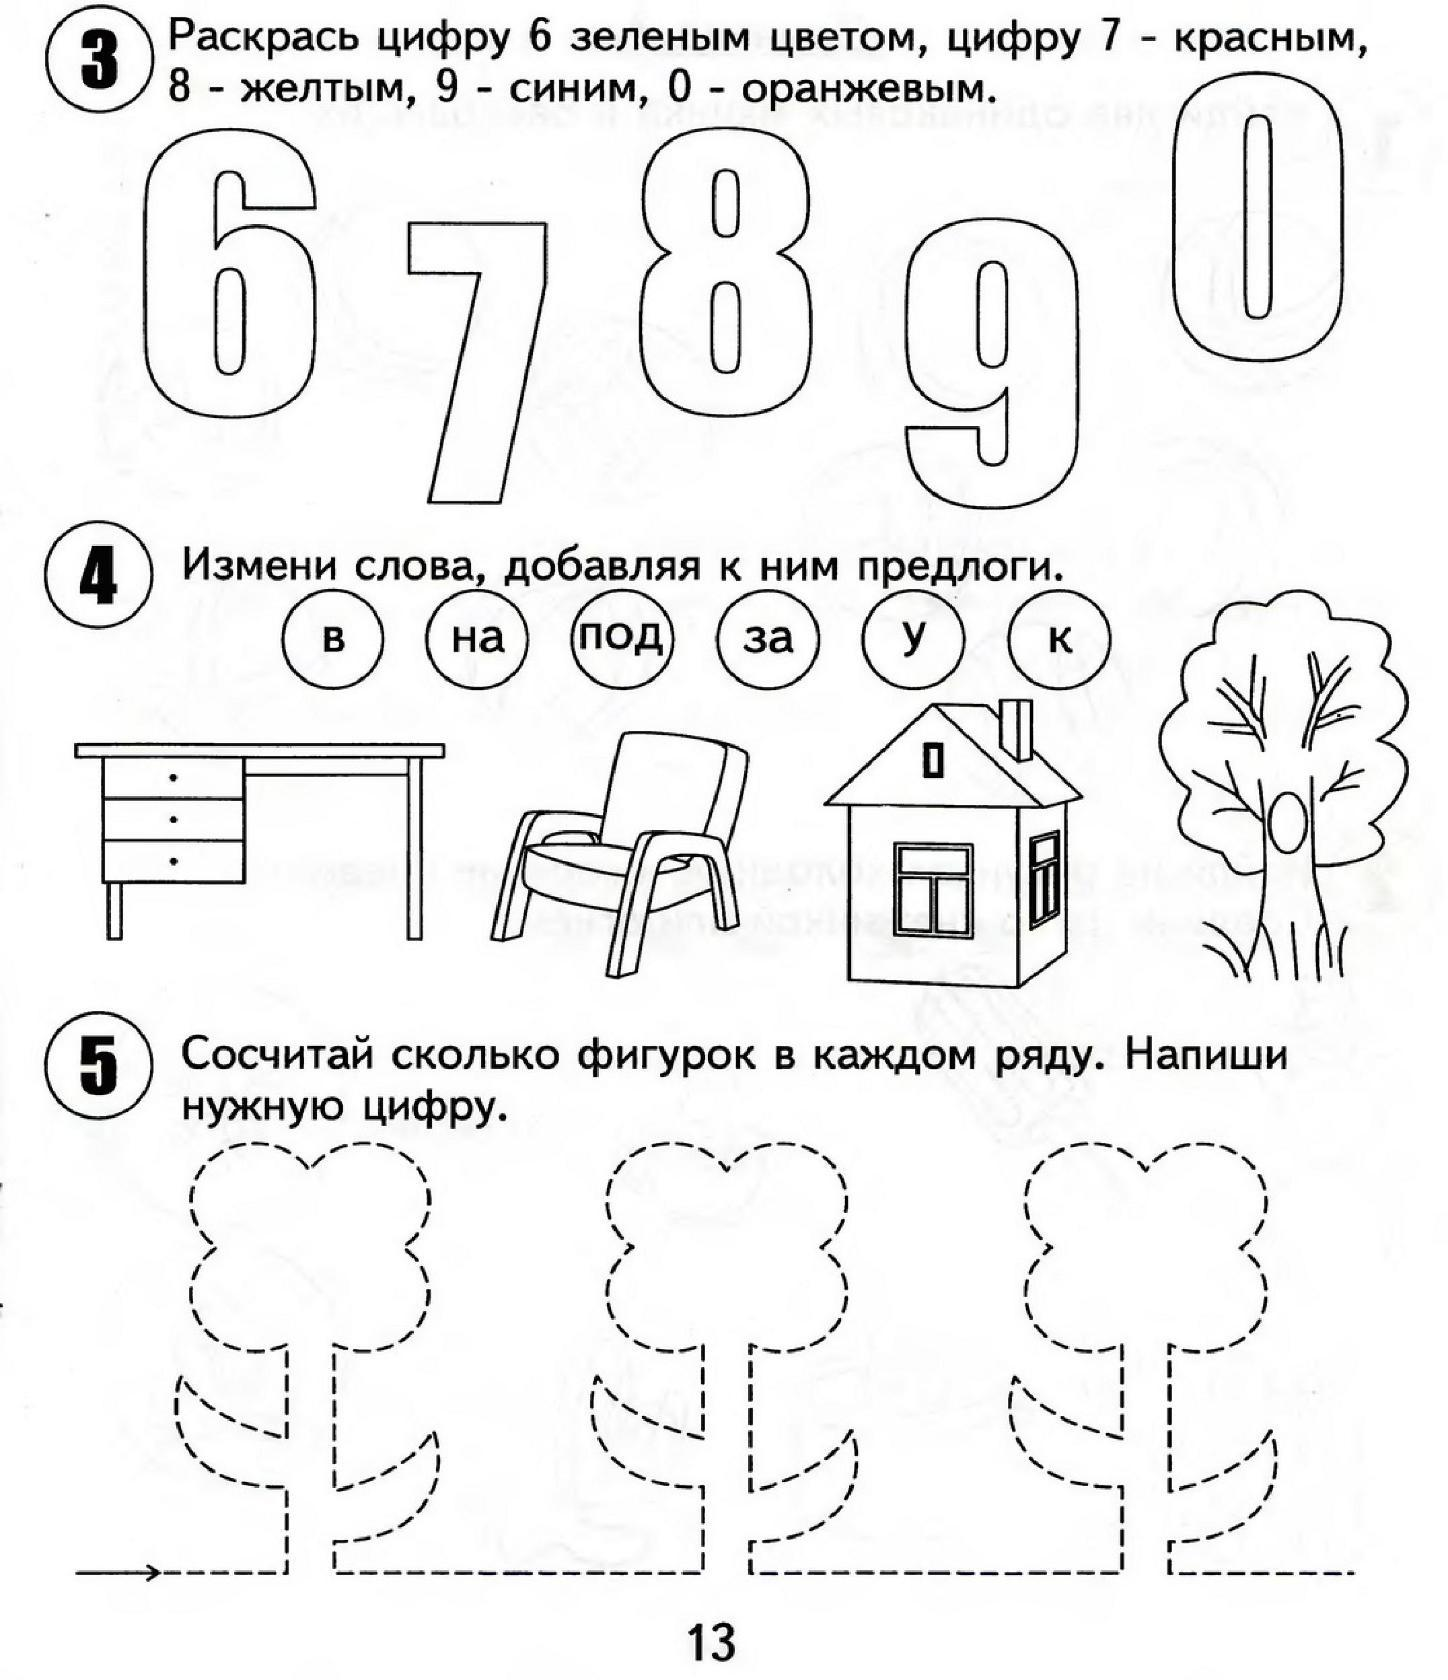 3 Раскрась цифру 6 зеленым цветом, цифру 7 - красным,
8 - желтым, 9 - синим, 0 - оранжевым.
6 7 8 9 0
4 Измени слова, добавляя к ним предлоги.
в на под за у к
5 Сосчитай сколько фигурок в каждом ряду. Напиши
нужную цифру.
13